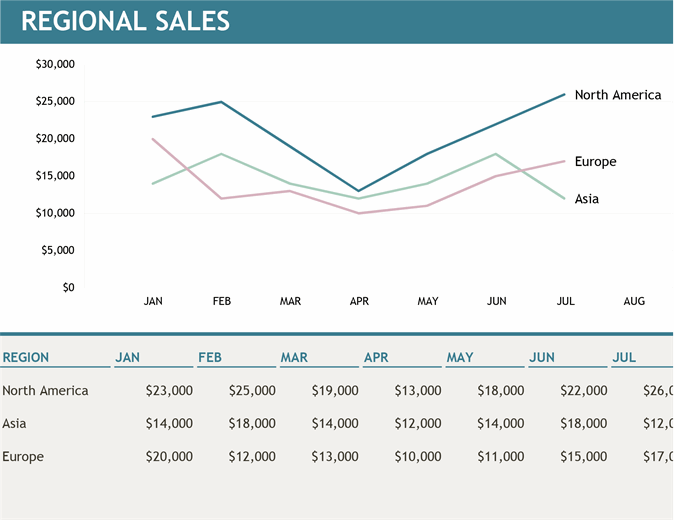 REGIONAL SALES
$30,000
$25,000
North America
$20,000
Europe
$15,000
Asia
$10,000
$5,000
$0
JAN FEB MAR APR MAY JUN JUL AUG
REGION JAN FEB MAR APR MAY JUN JUL
North America $23,000 $25,000 $19,000 $13,000 $18,000 $22,000 $26,0
Asia $14,000 $18,000 $14,000 $12,000 $14,000 $18,000 $12,0
Europe $20,000 $12,000 $13,000 $10,000 $11,000 $15,000 $17,0